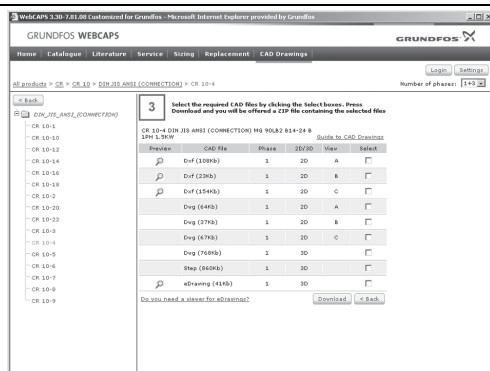 WebCAPS 3.30-7.81.08 Customized for Grundfos - Microsoft Internet Explorer provided by Grundfos
GRUNDFOS WEBCAPS
GRUNDFOS
Home Catalogue Literature Service Sizing Replacement CAD Drawings
Login Settings
All products > CR > CR 10 > DIN JIS ANSI (CONNECTION) > CR 10-4
Number of phases: 1+3
< Back
DIN_JIS_ANSI_(CONNECTION)
CR 10-1
CR 10-10
CR 10-12
CR 10-14
CR 10-16
CR 10-18
CR 10-2
CR 10-20
CR 10-22
CR 10-3
CR 10-4
CR 10-5
CR 10-6
CR 10-7
CR 10-8
CR 10-9
3
Select the required CAD files by clicking the Select boxes. Press
Download and you will be offered a ZIP file containing the selected files
CR 10-4 DIN JIS ANSI (CONNECTION) MG 90LB2 B14-24 B
1PH 1.5KW
Guide to CAD Drawings
Preview CAD file Phase 2D/3D View Select
Dxf (108Kb) 1 2D A
Dxf (23Kb) 1 2D B
Dxf (154Kb) 1 2D C
Dwg (64Kb) 1 2D A
Dwg (37Kb) 1 2D B
Dwg (67Kb) 1 2D C
Dwg (768Kb) 1 3D
Step (860Kb) 1 3D
eDrawing (41Kb) 1 3D
Do you need a viewer for eDrawings?
Download < Back